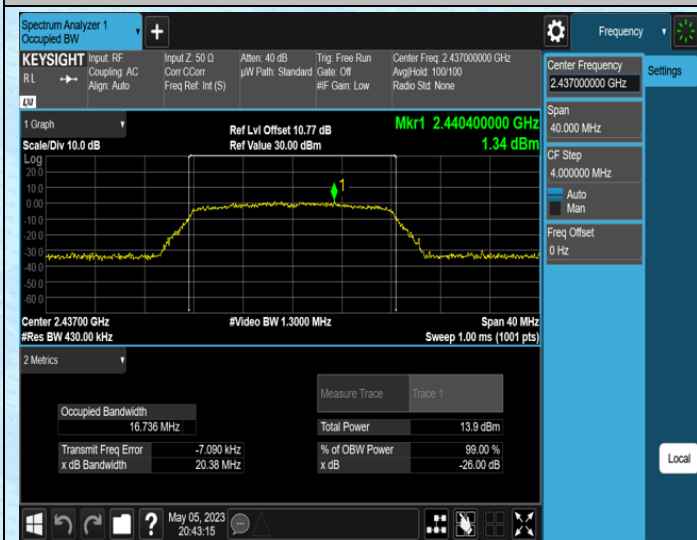 Spectrum Analyzer 1
Occupied BW
Frequency
KEYSIGHT
R L
LXI
Input: RF
Coupling: AC
Align: Auto
Input Z: 50 Ω
Corr CCorr
Freq Ref: Int (S)
Atten: 40 dB
µW Path: Standard
Trig: Free Run
Gate: Off
#IF Gain: Low
Center Freq: 2.437000000 GHz
Avg|Hold: 100/100
Radio Std: None
Center Frequency
2.437000000 GHz
Settings
Span
40.000 MHz
CF Step
4.000000 MHz
Auto
Man
Freq Offset
0 Hz
1 Graph
Scale/Div 10.0 dB
Ref Lvl Offset 10.77 dB
Ref Value 30.00 dBm
Mkr1 2.440400000 GHz
1.34 dBm
Log
20.0
10.0
0.00
-10.0
-20.0
-30.0
-40.0
-50.0
-60.0
1
Center 2.43700 GHz
#Res BW 430.00 kHz
#Video BW 1.3000 MHz
Span 40 MHz
Sweep 1.00 ms (1001 pts)
2 Metrics
Measure Trace
Trace 1
Occupied Bandwidth
16.736 MHz
Total Power
13.9 dBm
Transmit Freq Error
-7.090 kHz
% of OBW Power
99.00 %
x dB Bandwidth
20.38 MHz
x dB
-26.00 dB
Local
May 05, 2023
20:43:15